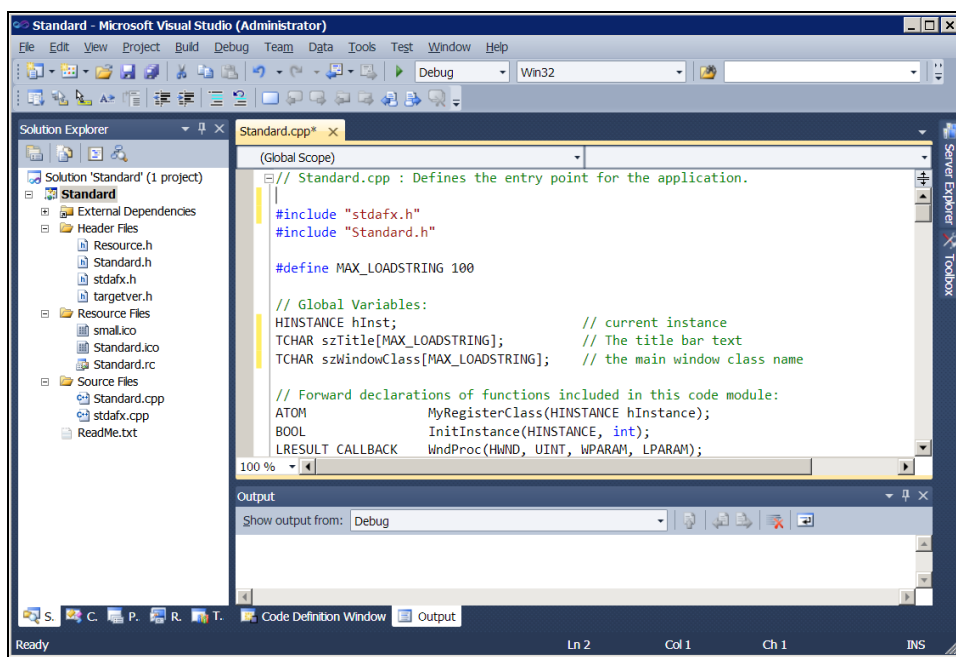 Standard - Microsoft Visual Studio (Administrator)
File Edit View Project Build Debug Team Data Tools Test Window Help
Debug Win32
Solution Explorer
Solution 'Standard' (1 project)
Standard
External Dependencies
Header Files
Resource.h
Standard.h
stdafx.h
targetver.h
Resource Files
small.ico
Standard.ico
Standard.rc
Source Files
Standard.cpp
stdafx.cpp
ReadMe.txt
S. C. P. R. T.
Standard.cpp*
(Global Scope)
// Standard.cpp : Defines the entry point for the application.
#include "stdafx.h"
#include "Standard.h"
#define MAX_LOADSTRING 100
// Global Variables:
HINSTANCE hInst; // current instance
TCHAR szTitle[MAX_LOADSTRING]; // The title bar text
TCHAR szWindowClass[MAX_LOADSTRING]; // the main window class name
// Forward declarations of functions included in this code module:
ATOM MyRegisterClass(HINSTANCE hInstance);
BOOL InitInstance(HINSTANCE, int);
LRESULT CALLBACK WndProc(HWND, UINT, WPARAM, LPARAM);
100 %
Output
Show output from: Debug
Code Definition Window Output
Server Explorer
Toolbox
Ready Ln 2 Col 1 Ch 1 INS